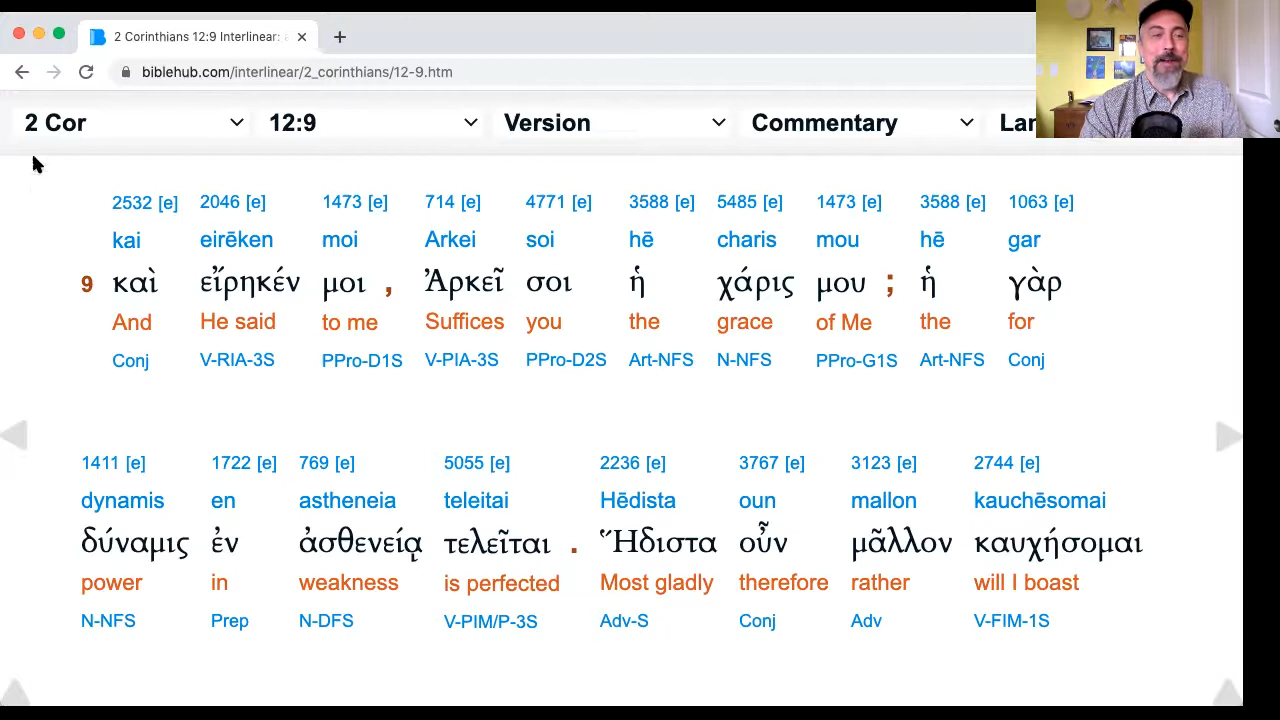 2 Corinthians 12:9 Interlinear:
biblehub.com/interlinear/2_corinthians/12-9.htm
2 Cor 12:9 Version Commentary Lan
2532 [e] 2046 [e] 1473 [e] 714 [e] 4771 [e] 3588 [e] 5485 [e] 1473 [e] 3588 [e] 1063 [e]
kai eirēken moi Arkei soi hē charis mou hē gar
9 καὶ εἴρηκέν μοι , Ἀρκεῖ σοι ἡ χάρις μου ; ἡ γὰρ
And He said to me Suffices you the grace of Me the for
Conj V-RIA-3S PPro-D1S V-PIA-3S PPro-D2S Art-NFS N-NFS PPro-G1S Art-NFS Conj
1411 [e] 1722 [e] 769 [e] 5055 [e] 2236 [e] 3767 [e] 3123 [e] 2744 [e]
dynamis en astheneia teleitai Hēdista oun mallon kauchēsomai
δύναμις ἐν ἀσθενείᾳ τελεῖται . Ἥδιστα οὖν μᾶλλον καυχήσομαι
power in weakness is perfected Most gladly therefore rather will I boast
N-NFS Prep N-DFS V-PIM/P-3S Adv-S Conj Adv V-FIM-1S